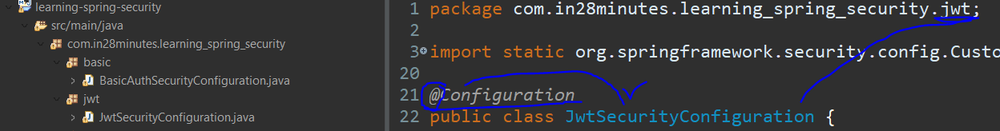 learning-spring-security
src/main/java
com.in28minutes.learning_spring_security
basic
BasicAuthSecurityConfiguration.java
jwt
JwtSecurityConfiguration.java
1 package com.in28minutes.learning_spring_security.jwt;
2
3 import static org.springframework.security.config.Custo
20
21 @Configuration
22 public class JwtSecurityConfiguration {